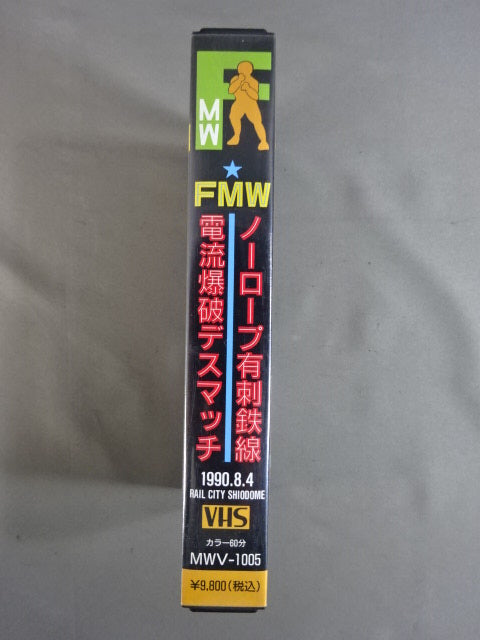 F
MW
FMW
ノーロープ有刺鉄線
電流爆破デスマッチ
1990.8.4
RAIL CITY SHIODOME
VHS
カラー60分
MWV-1005
¥9,800(税込)